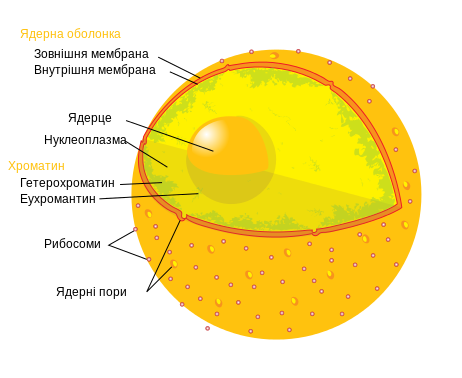 Ядерна оболонка
Зовнішня мембрана
Внутрішня мембрана
Ядерце
Нуклеоплазма
Хроматин
Гетерохроматин
Еухромантин
Рибосоми
Ядерні пори